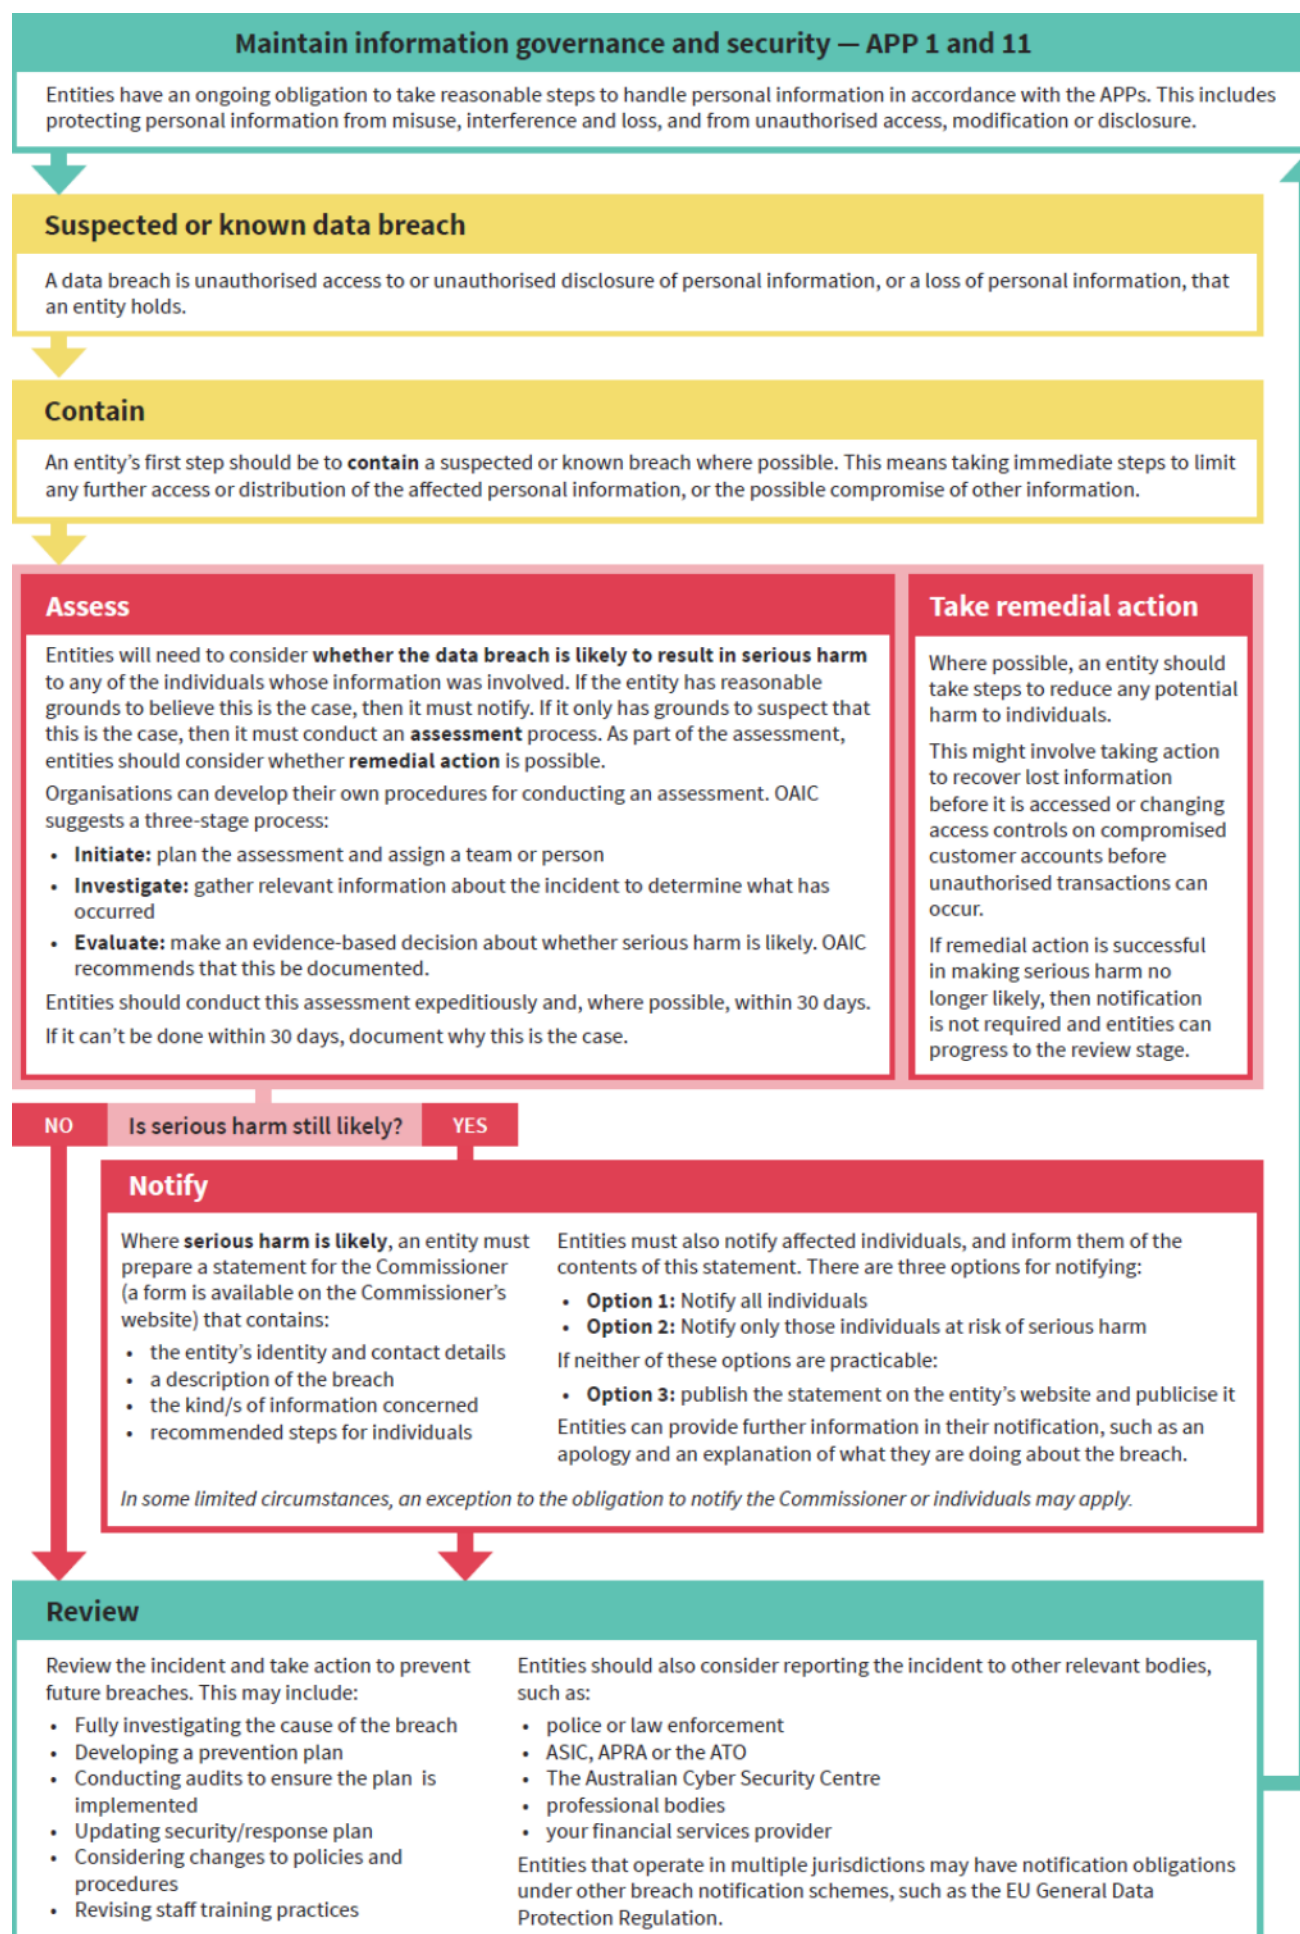 Maintain information governance and security — APP 1 and 11
Entities have an ongoing obligation to take reasonable steps to handle personal information in accordance with the APPs. This includes
protecting personal information from misuse, interference and loss, and from unauthorised access, modification or disclosure.
Suspected or known data breach
A data breach is unauthorised access to or unauthorised disclosure of personal information, or a loss of personal information, that
an entity holds.
Contain
An entity’s first step should be to contain a suspected or known breach where possible. This means taking immediate steps to limit
any further access or distribution of the affected personal information, or the possible compromise of other information.
Assess
Entities will need to consider whether the data breach is likely to result in serious harm
to any of the individuals whose information was involved. If the entity has reasonable
grounds to believe this is the case, then it must notify. If it only has grounds to suspect that
this is the case, then it must conduct an assessment process. As part of the assessment,
entities should consider whether remedial action is possible.
Organisations can develop their own procedures for conducting an assessment. OAIC
suggests a three-stage process:
• Initiate: plan the assessment and assign a team or person
• Investigate: gather relevant information about the incident to determine what has
occurred
• Evaluate: make an evidence-based decision about whether serious harm is likely. OAIC
recommends that this be documented.
Entities should conduct this assessment expeditiously and, where possible, within 30 days.
If it can’t be done within 30 days, document why this is the case.
Take remedial action
Where possible, an entity should
take steps to reduce any potential
harm to individuals.
This might involve taking action
to recover lost information
before it is accessed or changing
access controls on compromised
customer accounts before
unauthorised transactions can
occur.
If remedial action is successful
in making serious harm no
longer likely, then notification
is not required and entities can
progress to the review stage.
NO Is serious harm still likely? YES
Notify
Where serious harm is likely, an entity must
prepare a statement for the Commissioner
(a form is available on the Commissioner’s
website) that contains:
• the entity’s identity and contact details
• a description of the breach
• the kind/s of information concerned
• recommended steps for individuals
Entities must also notify affected individuals, and inform them of the
contents of this statement. There are three options for notifying:
• Option 1: Notify all individuals
• Option 2: Notify only those individuals at risk of serious harm
If neither of these options are practicable:
• Option 3: publish the statement on the entity’s website and publicise it
Entities can provide further information in their notification, such as an
apology and an explanation of what they are doing about the breach.
In some limited circumstances, an exception to the obligation to notify the Commissioner or individuals may apply.
Review
Review the incident and take action to prevent
future breaches. This may include:
• Fully investigating the cause of the breach
• Developing a prevention plan
• Conducting audits to ensure the plan is
implemented
• Updating security/response plan
• Considering changes to policies and
procedures
• Revising staff training practices
Entities should also consider reporting the incident to other relevant bodies,
such as:
• police or law enforcement
• ASIC, APRA or the ATO
• The Australian Cyber Security Centre
• professional bodies
• your financial services provider
Entities that operate in multiple jurisdictions may have notification obligations
under other breach notification schemes, such as the EU General Data
Protection Regulation.